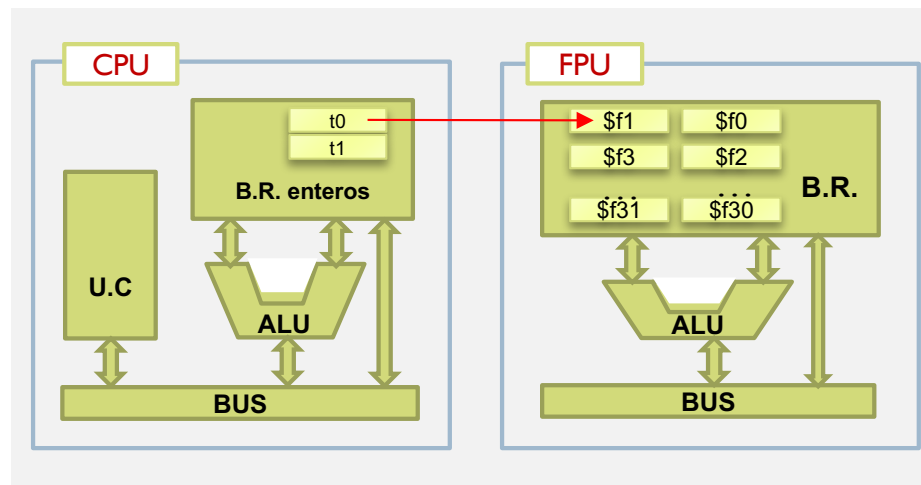 CPU
FPU
t0
t1
B.R. enteros
U.C
ALU
BUS
$f1 $f0
$f3 $f2
... ...
$f31 $f30
B.R.
ALU
BUS